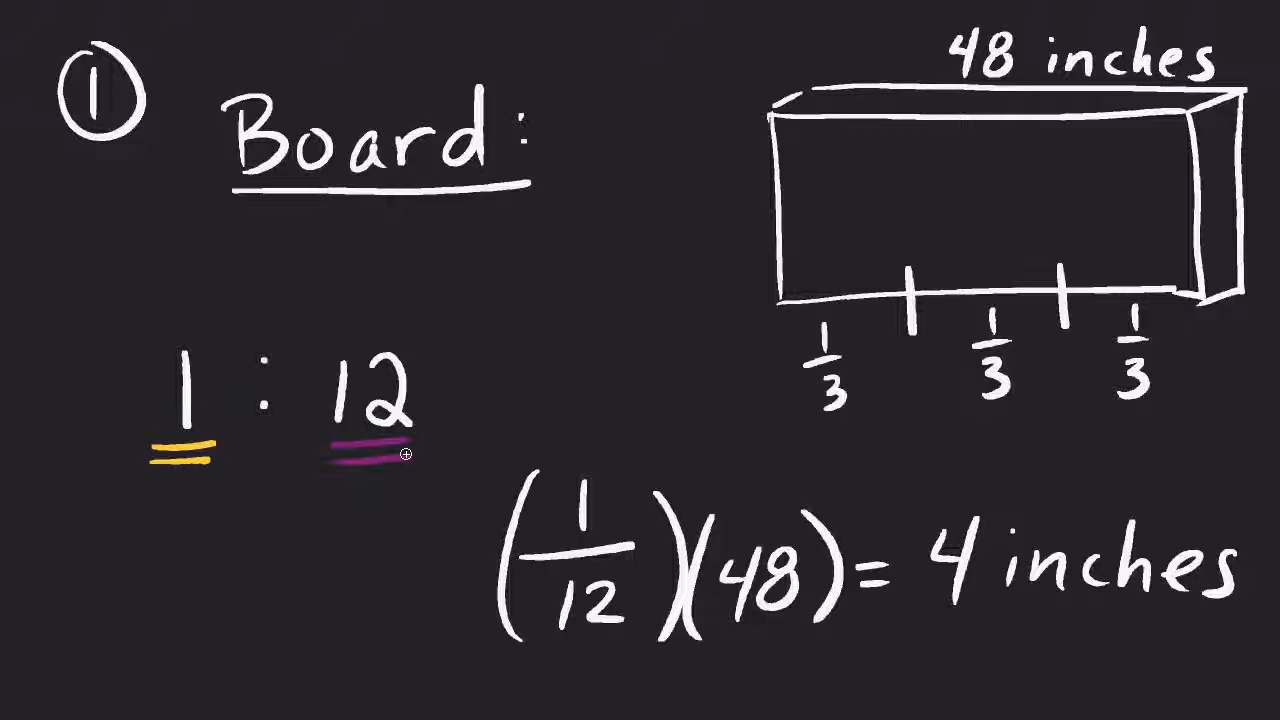 ①
Board:
48 inches
1/3 1/3 1/3
1 : 12
(1/12)(48) = 4 inches